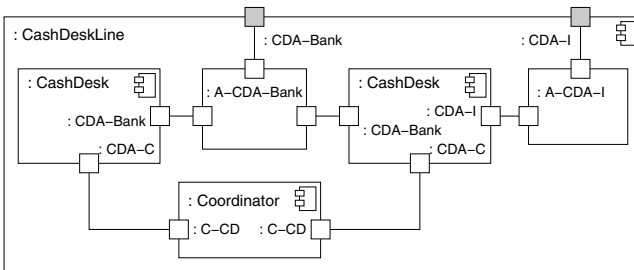 : CashDeskLine
: CDA–Bank
: CDA–I
: CashDesk
: A–CDA–Bank
: CashDesk
: A–CDA–I
: CDA–Bank
: CDA–I
: CDA–Bank
: CDA–C
: CDA–C
: Coordinator
: C–CD
: C–CD